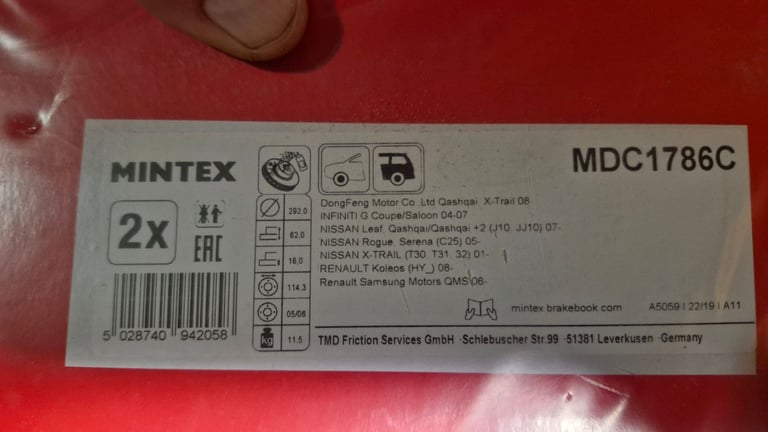 MINTEX
MDC1786C
2x
EAC
292,0
62,0
16,0
114,3
05/06
kg
11,5
DongFeng Motor Co.,Ltd Qashqai, X-Trail 08
INFINITI G Coupe/Saloon 04-07
NISSAN Leaf, Qashqai/Qashqai +2 (J10, JJ10) 07-
NISSAN Rogue, Serena (C25) 05-
NISSAN X-TRAIL (T30, T31, 32) 01-
RENAULT Koleos (HY_) 08-
Renault Samsung Motors QM5 06-
mintex brakebook com
A5059 | 22/19 | A11
5 028740 942058
TMD Friction Services GmbH · Schlebuscher Str.99 · 51381 Leverkusen · Germany